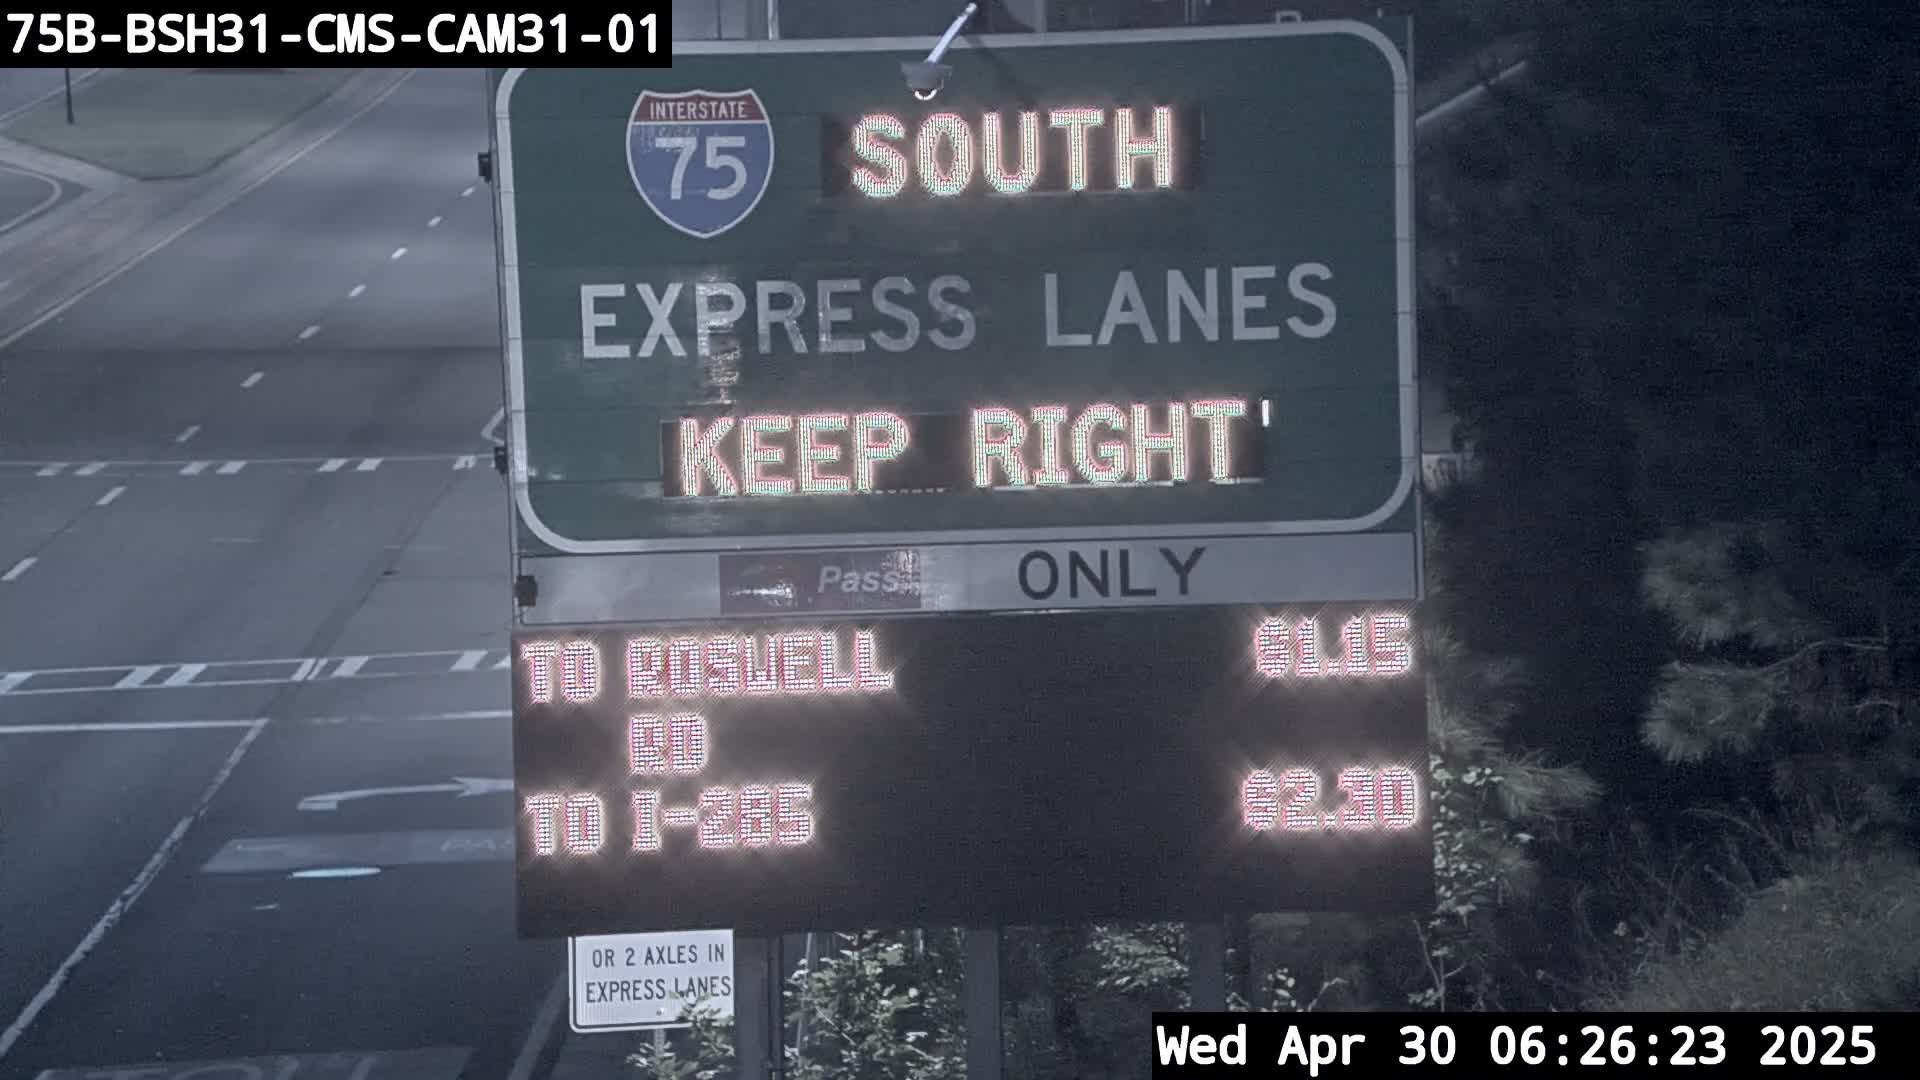 75B-BSH31-CMS-CAM31-01
INTERSTATE
75
SOUTH
EXPRESS LANES
KEEP RIGHT
Pass ONLY
TO ROSWELL $1.15
RD
TO I-285 $2.30
OR 2 AXLES IN
EXPRESS LANES
Wed Apr 30 06:26:23 2025